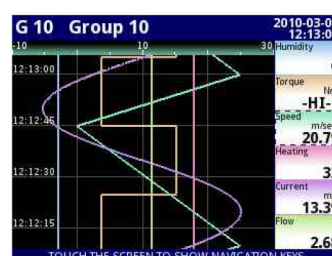 G 10 Group 10
2010-03-0
12:13:0
-10 10 30
Humidity
12:13:00
Torque
-HI-
12:12:45
Speed
m/se
20.7
Heating
3
12:12:30
Current
m
13.3
12:12:15
Flow
2.6
TOUCH THE SCREEN TO SHOW NAVIGATION KEYS